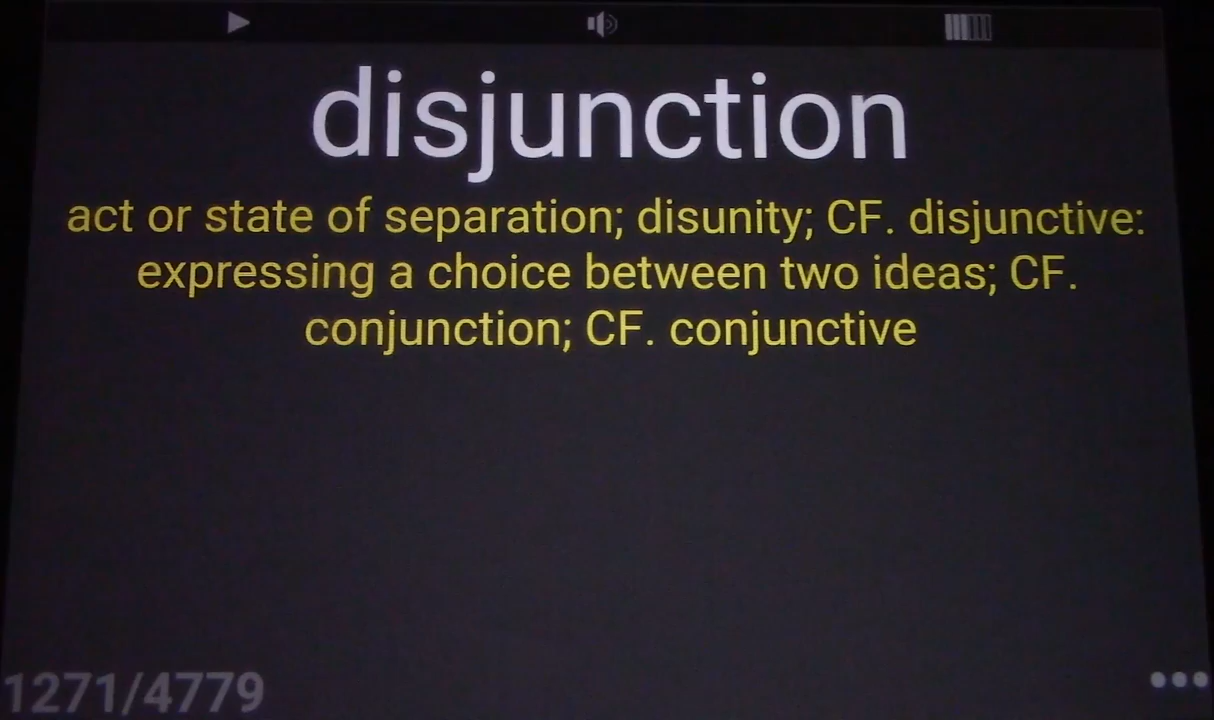 disjunction
act or state of separation; disunity; CF. disjunctive:
expressing a choice between two ideas; CF.
conjunction; CF. conjunctive
1271/4779